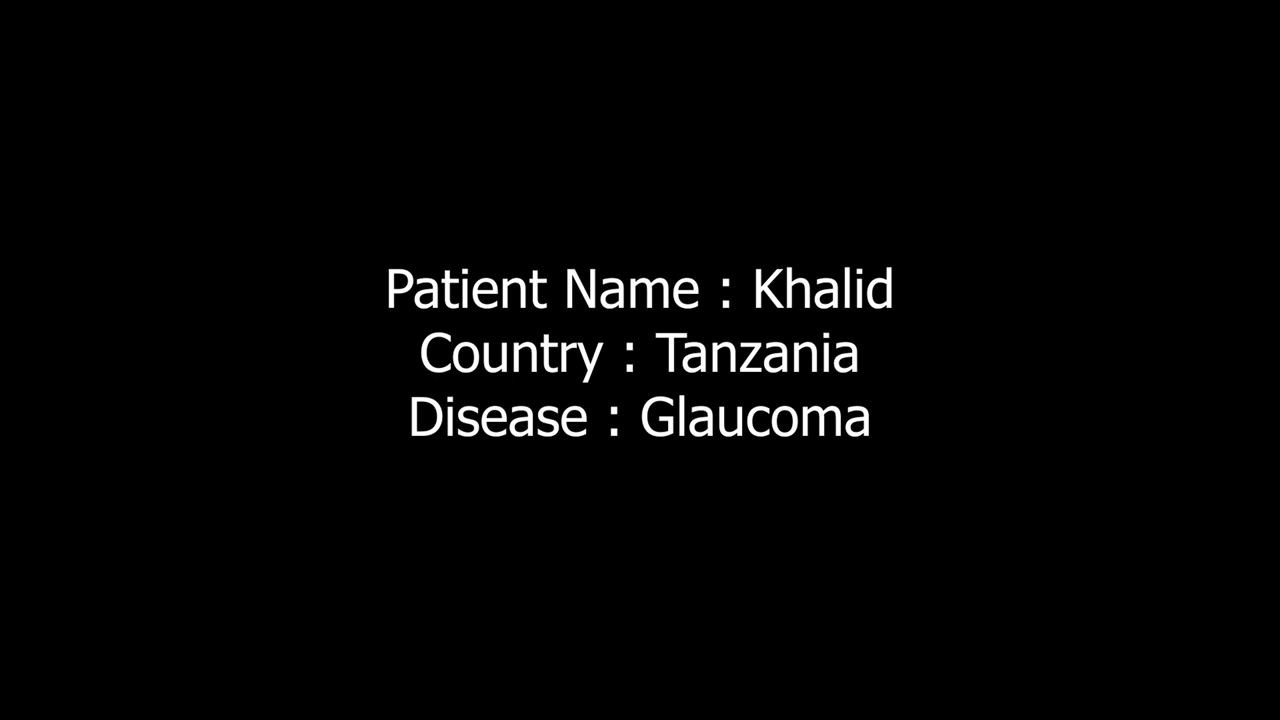 Patient Name : Khalid
Country : Tanzania
Disease : Glaucoma